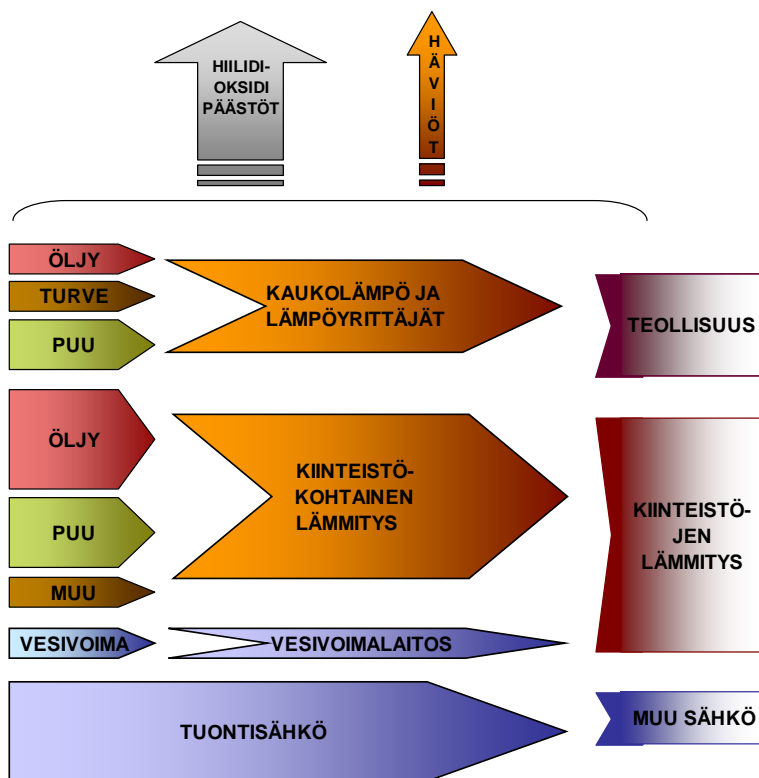 HIILIDI-
OKSIDI
PÄÄSTÖT
HÄVIÖT
ÖLJY
TURVE
PUU
KAUKOLÄMPÖ JA
LÄMPÖYRITTÄJÄT
TEOLLISUUS
ÖLJY
PUU
MUU
KIINTEISTÖ-
KOHTAINEN
LÄMMITYS
KIINTEISTÖ-
JEN
LÄMMITYS
VESIVOIMA
VESIVOIMALAITOS
TUONTISÄHKÖ
MUU SÄHKÖ